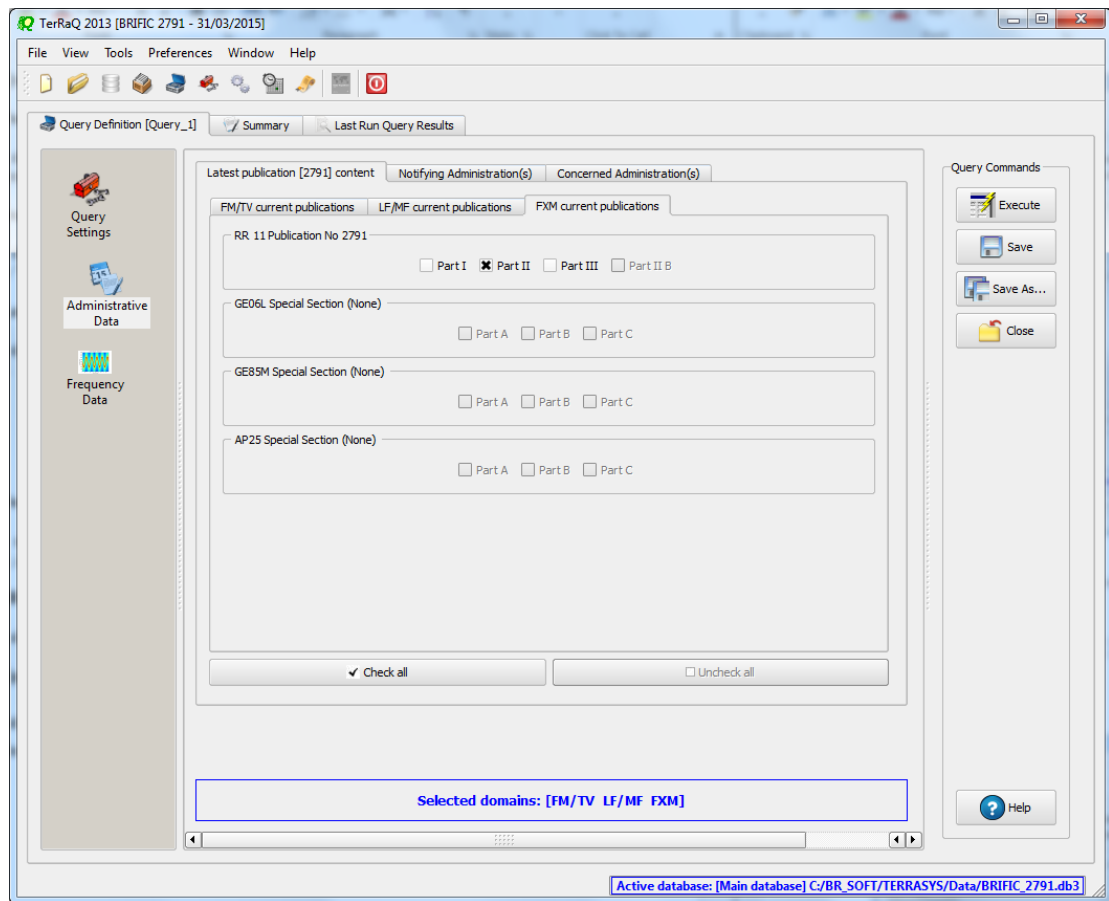 TerRaQ 2013 [BRIFIC 2791 - 31/03/2015]
File View Tools Preferences Window Help
Query Definition [Query_1] Summary Last Run Query Results
Query Settings
Administrative Data
Frequency Data
Latest publication [2791] content Notifying Administration(s) Concerned Administration(s)
FM/TV current publications LF/MF current publications FXM current publications
RR 11 Publication No 2791
Part I Part II Part III Part II B
GE06L Special Section (None)
Part A Part B Part C
GE85M Special Section (None)
Part A Part B Part C
AP25 Special Section (None)
Part A Part B Part C
Check all Uncheck all
Selected domains: [FM/TV LF/MF FXM]
Query Commands
Execute
Save
Save As...
Close
Help
Active database: [Main database] C:/BR_SOFT/TERRASYS/Data/BRIFIC_2791.db3